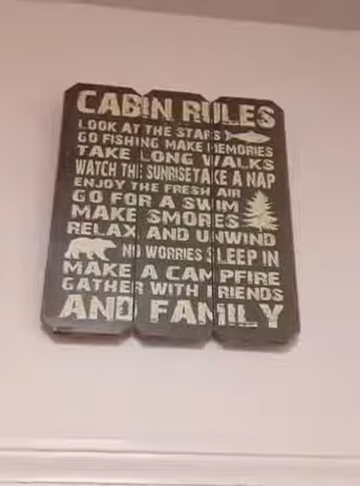 CABIN RULES
LOOK AT THE STARS
GO FISHING MAKE MEMORIES
TAKE LONG WALKS
WATCH THE SUNRISE TAKE A NAP
ENJOY THE FRESH AIR
GO FOR A SWIM
MAKE SMORES
RELAX AND UNWIND
NO WORRIES SLEEP IN
MAKE A CAMPFIRE
GATHER WITH FRIENDS
AND FAMILY